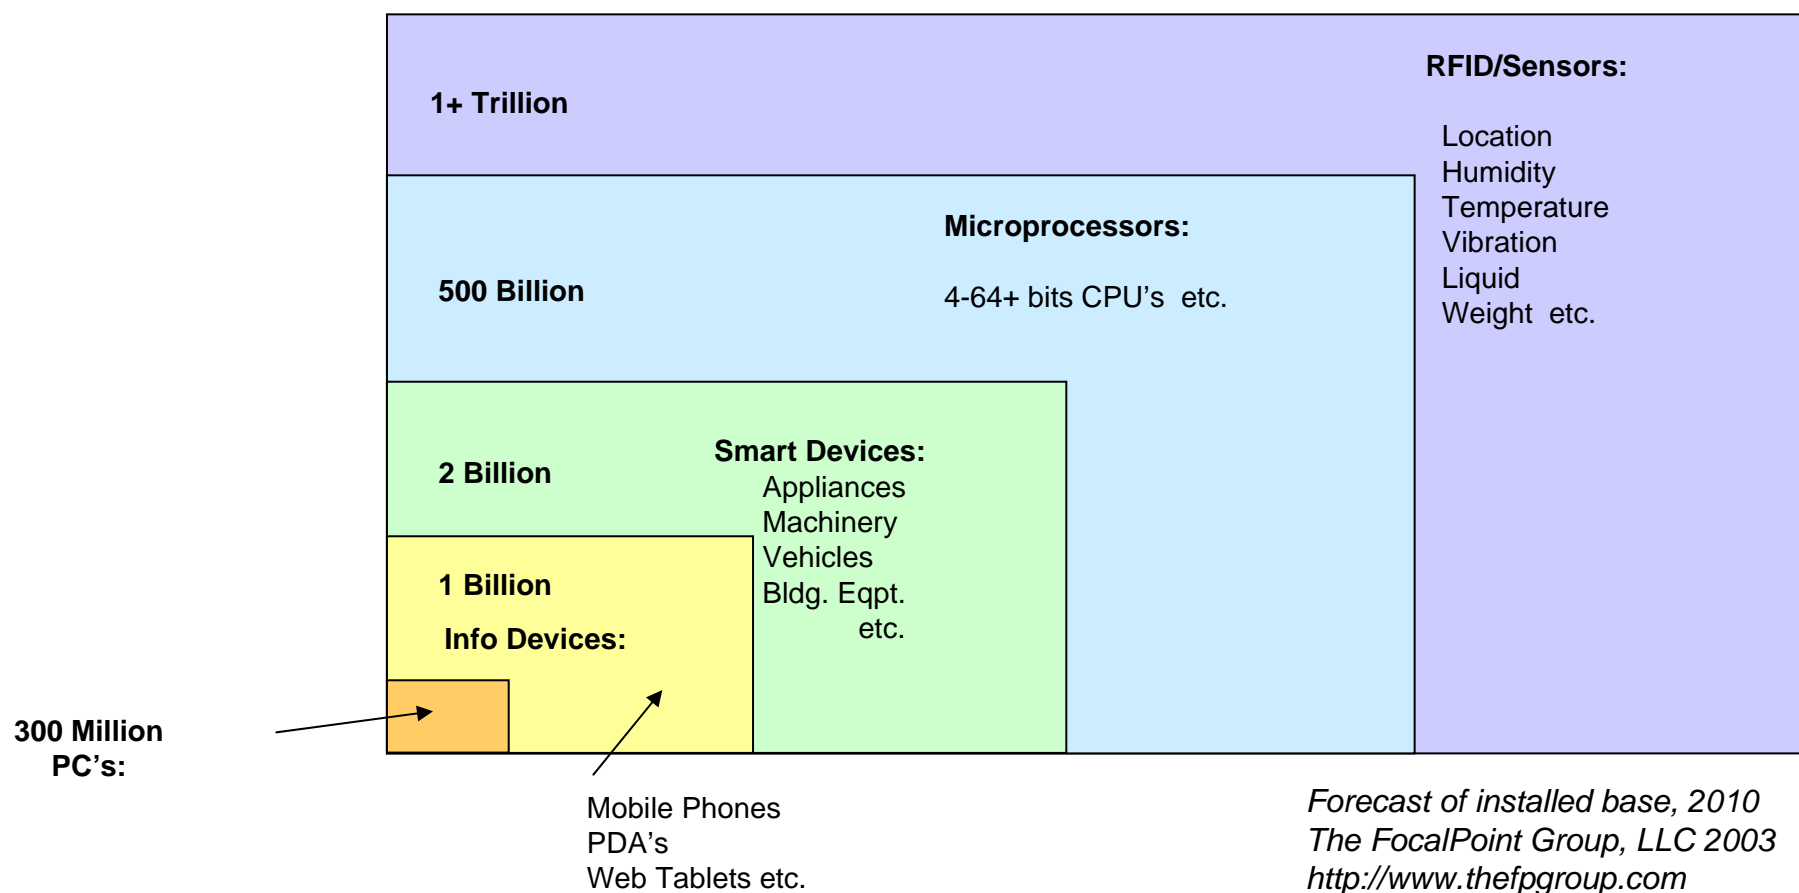 RFID/Sensors:
1+ Trillion
Location
Humidity
Temperature
Vibration
Liquid
Weight etc.
Microprocessors:
500 Billion
4-64+ bits CPU’s etc.
Smart Devices:
2 Billion
Appliances
Machinery
Vehicles
Bldg. Eqpt.
etc.
1 Billion
Info Devices:
300 Million
PC’s:
Mobile Phones
PDA’s
Web Tablets etc.
Forecast of installed base, 2010
The FocalPoint Group, LLC 2003
http://www.thefpgroup.com